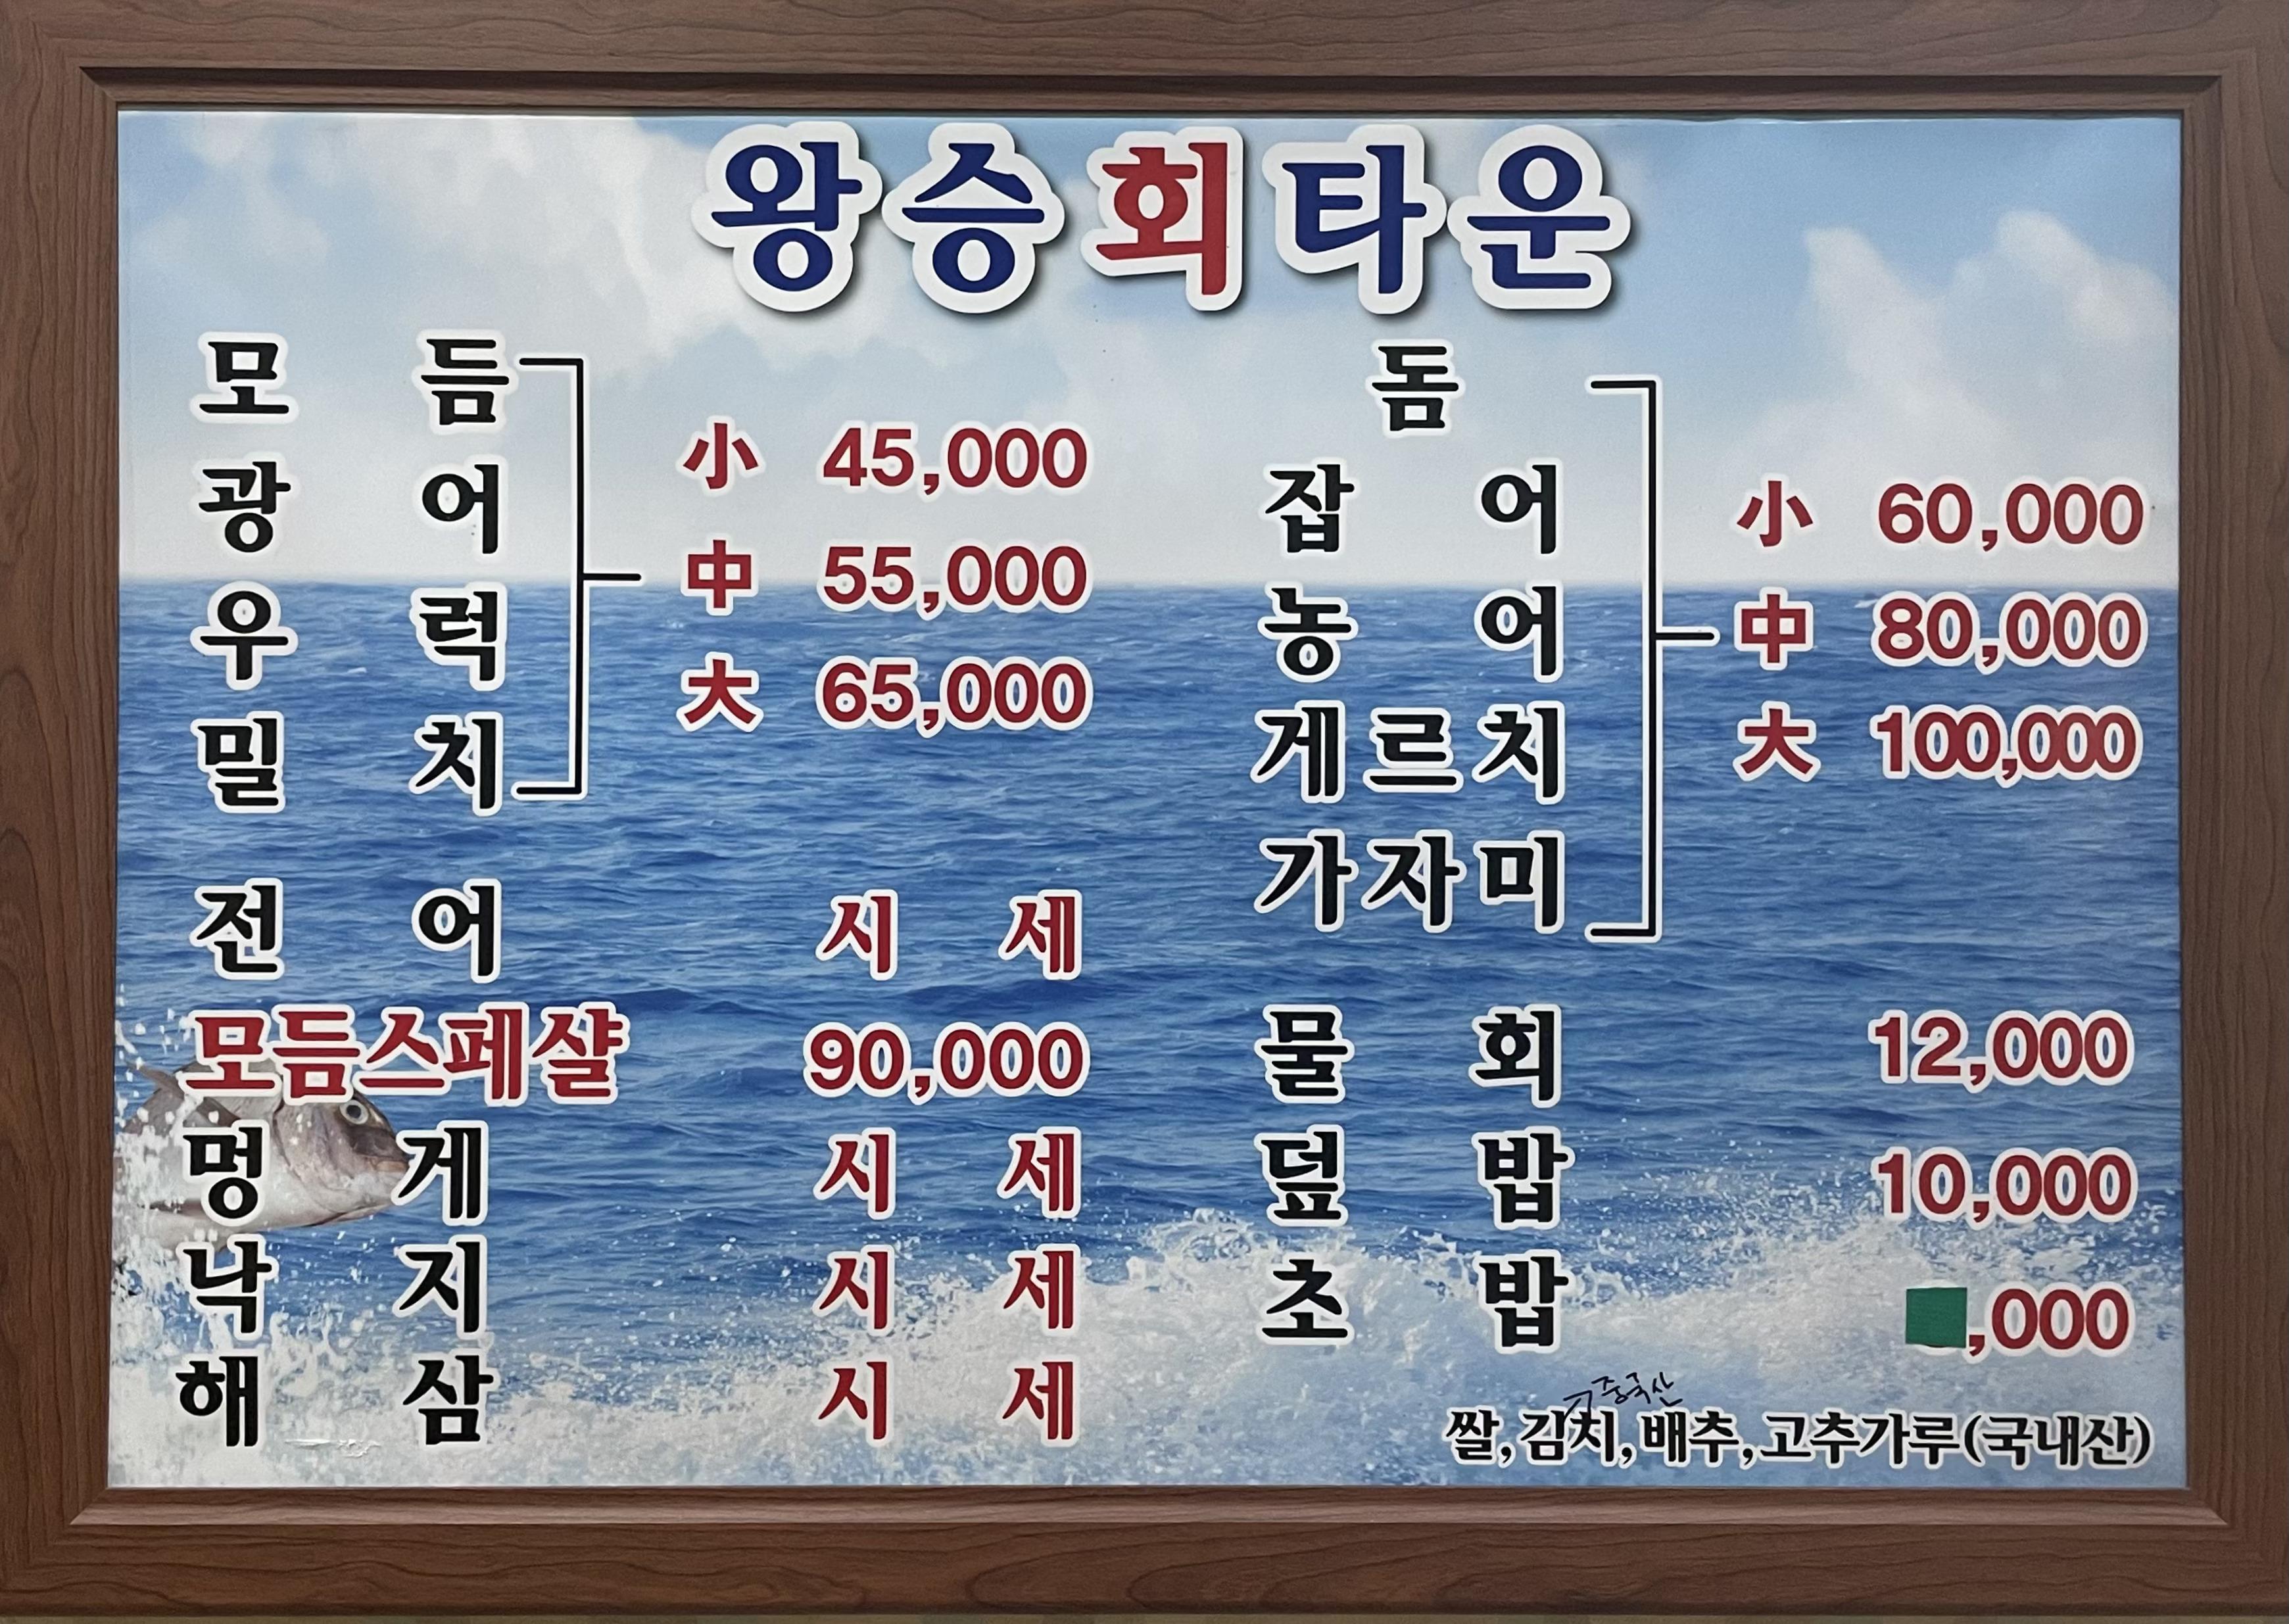 왕승회타운
모듬
광어
우럭
밀치
小 45,000
中 55,000
大 65,000
전어 시세
모듬스페샬 90,000
멍게 시세
낙지 시세
해삼 시세
돔
잡어
농어
게르치
가자미
小 60,000
中 80,000
大 100,000
물회 12,000
덮밥 10,000
초밥 ,000
중국산
쌀,김치,배추,고추가루(국내산)